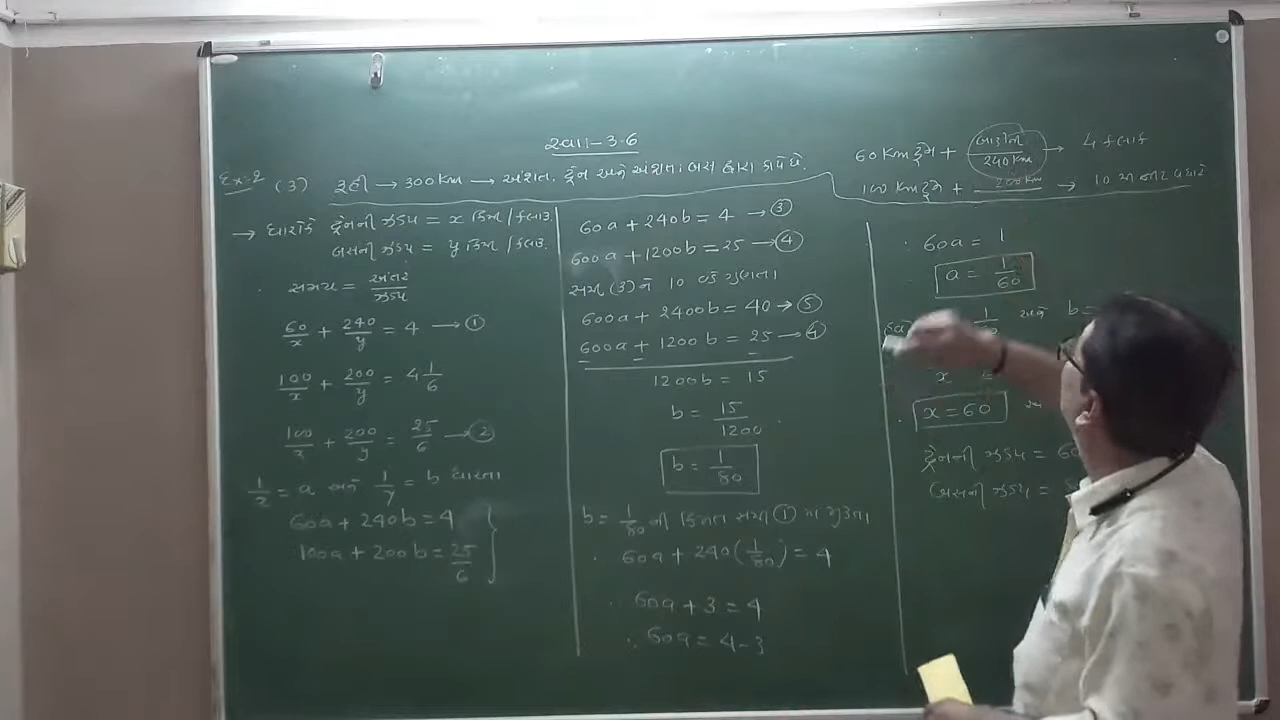 સ્વા-3.6
Ex:-2 (3) રૂહી → 300 km → અંશત: ટ્રેન અને અંશત: બસ દ્વારા કાપે છે.
60 Km ટ્રેન + બાકીની 240 Km → 4 કલાક
100 Km ટ્રેન + 200 Km → 10 મીનીટ વધારે
→ ધારોકે ટ્રેનની ઝડપ = x કિમી / કલાક
બસની ઝડપ = y કિમી / કલાક
સમય = અંતર/ઝડપ
60/x + 240/y = 4 → ①
100/x + 200/y = 4 1/6
100/x + 200/y = 25/6 → ②
1/x = a અને 1/y = b ધારતા
60a + 240b = 4
100a + 200b = 25/6
60a + 240b = 4 → ③
600a + 1200b = 25 → ④
સમી (3) ને 10 વડે ગુણતા
600a + 2400b = 40 → ⑤
600a + 1200b = 25 → ④
1200b = 15
b = 15/1200
b = 1/80
b = 1/80 ની કિંમત સમી ① માં મુકતા
∴ 60a + 240(1/80) = 4
∴ 60a + 3 = 4
∴ 60a = 4 - 3
∴ 60a = 1
a = 1/60
અને b =
x =
∴ x = 60
ટ્રેનની ઝડપ = 60
બસની ઝડપ =